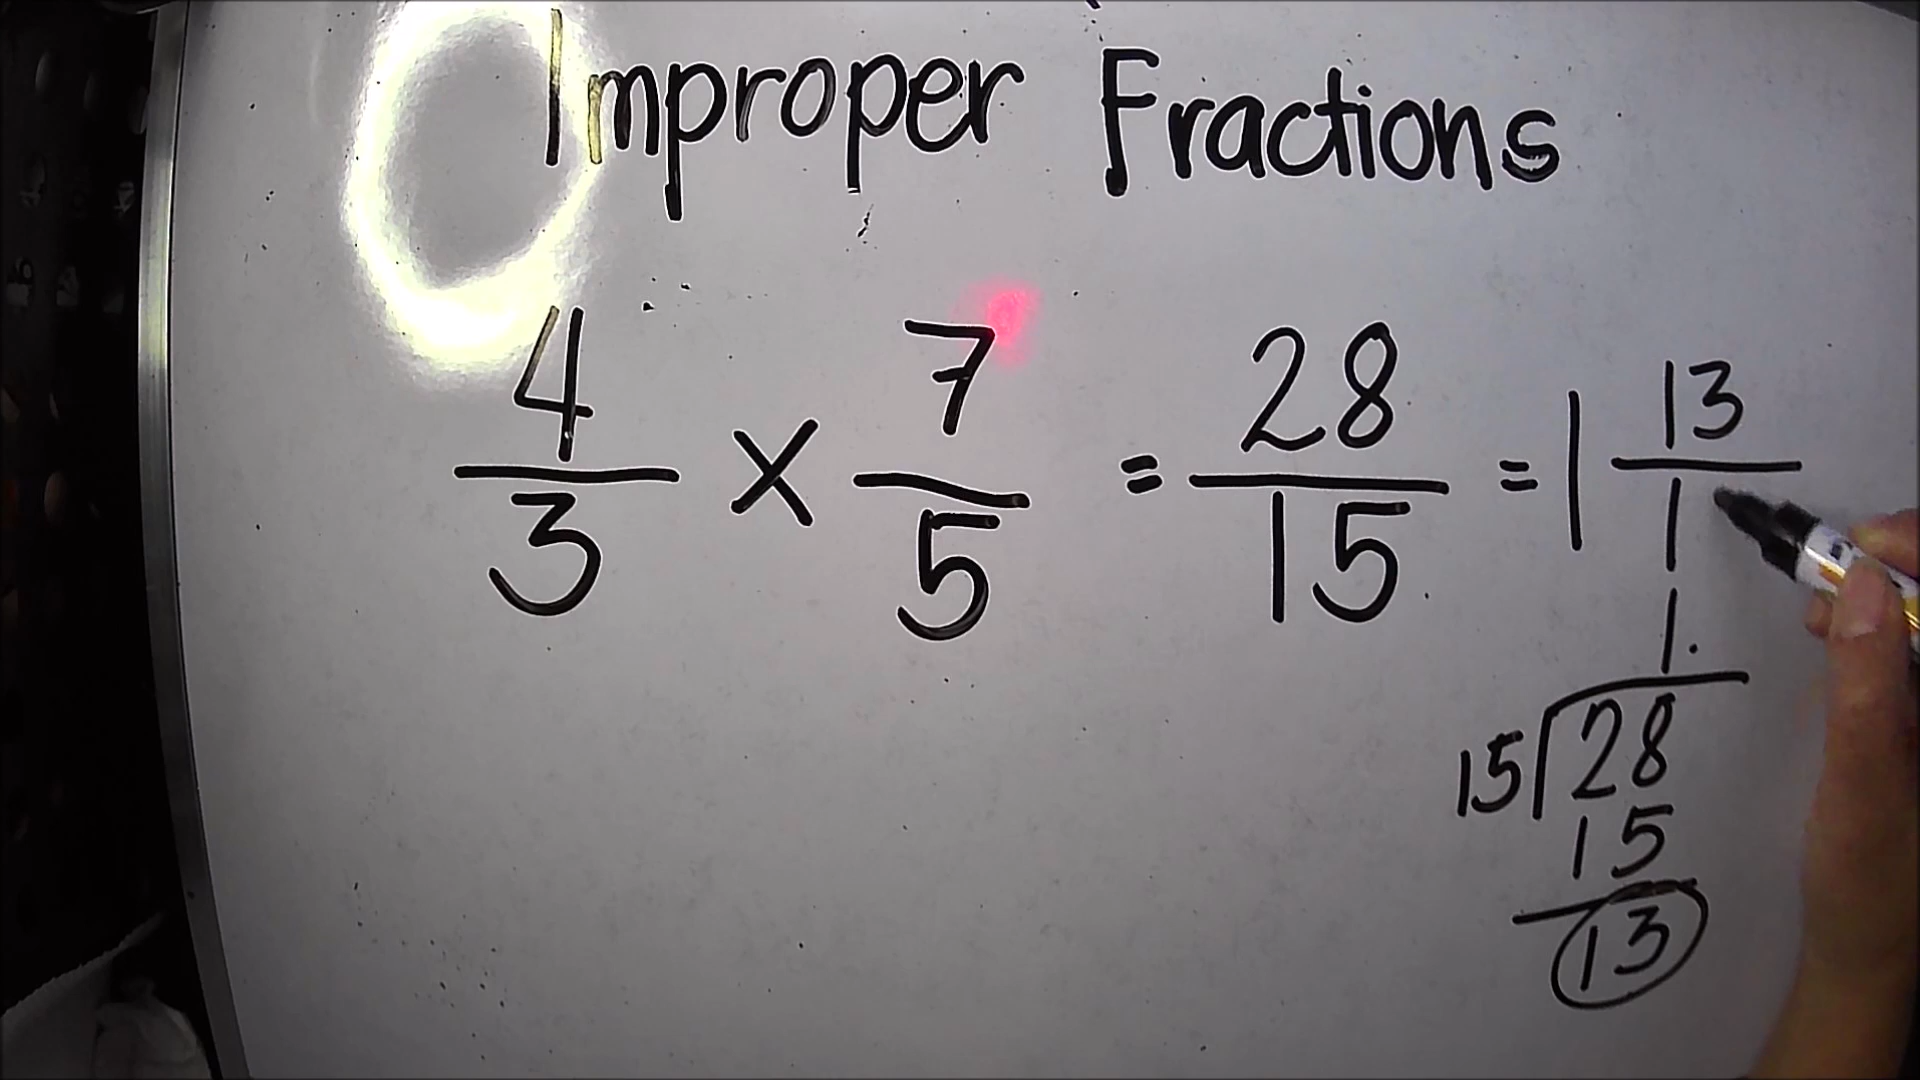 Improper Fractions
4/3 x 7/5 = 28/15 = 1 13/1
1
15 28
15
13